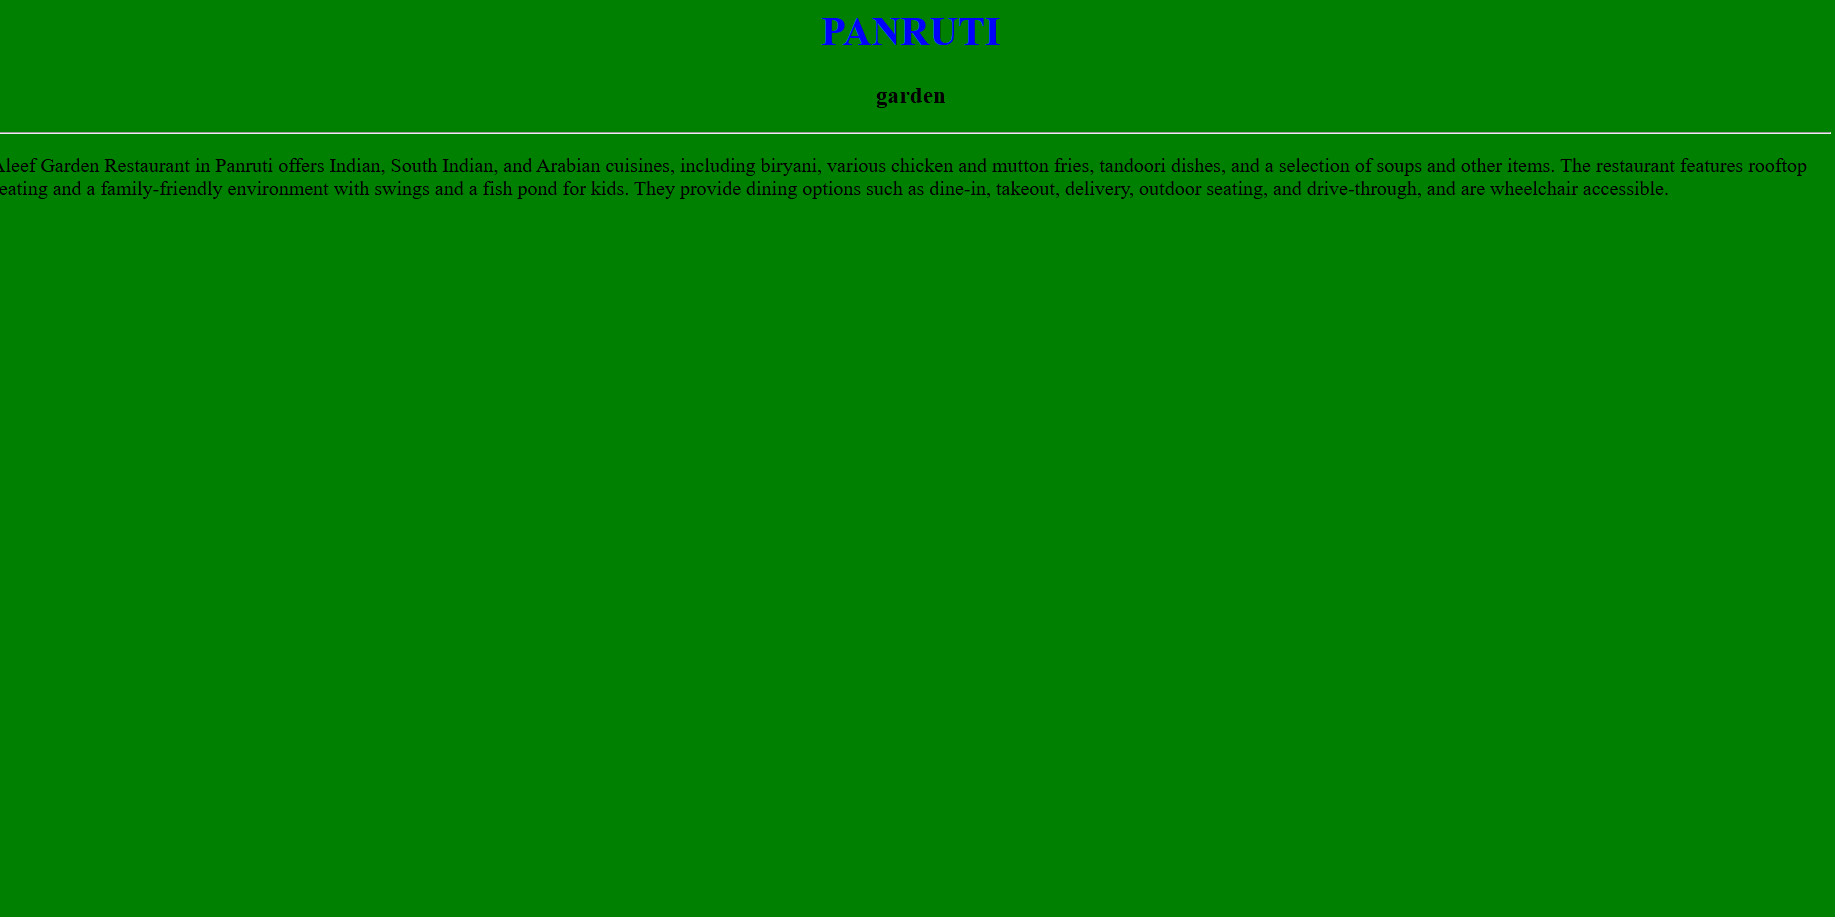 PANRUTI
garden
Aleef Garden Restaurant in Panruti offers Indian, South Indian, and Arabian cuisines, including biryani, various chicken and mutton fries, tandoori dishes, and a selection of soups and other items. The restaurant features rooftop
eating and a family-friendly environment with swings and a fish pond for kids. They provide dining options such as dine-in, takeout, delivery, outdoor seating, and drive-through, and are wheelchair accessible.